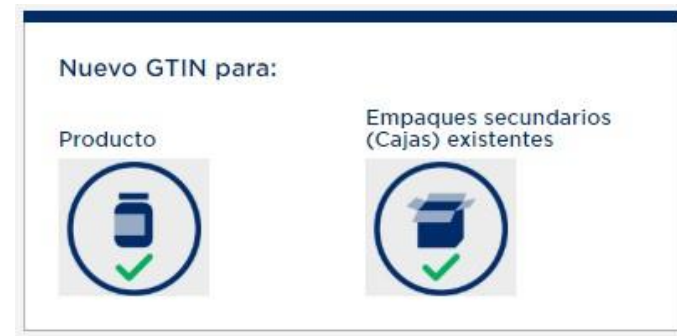 Nuevo GTIN para:
Producto
Empaques secundarios
(Cajas) existentes